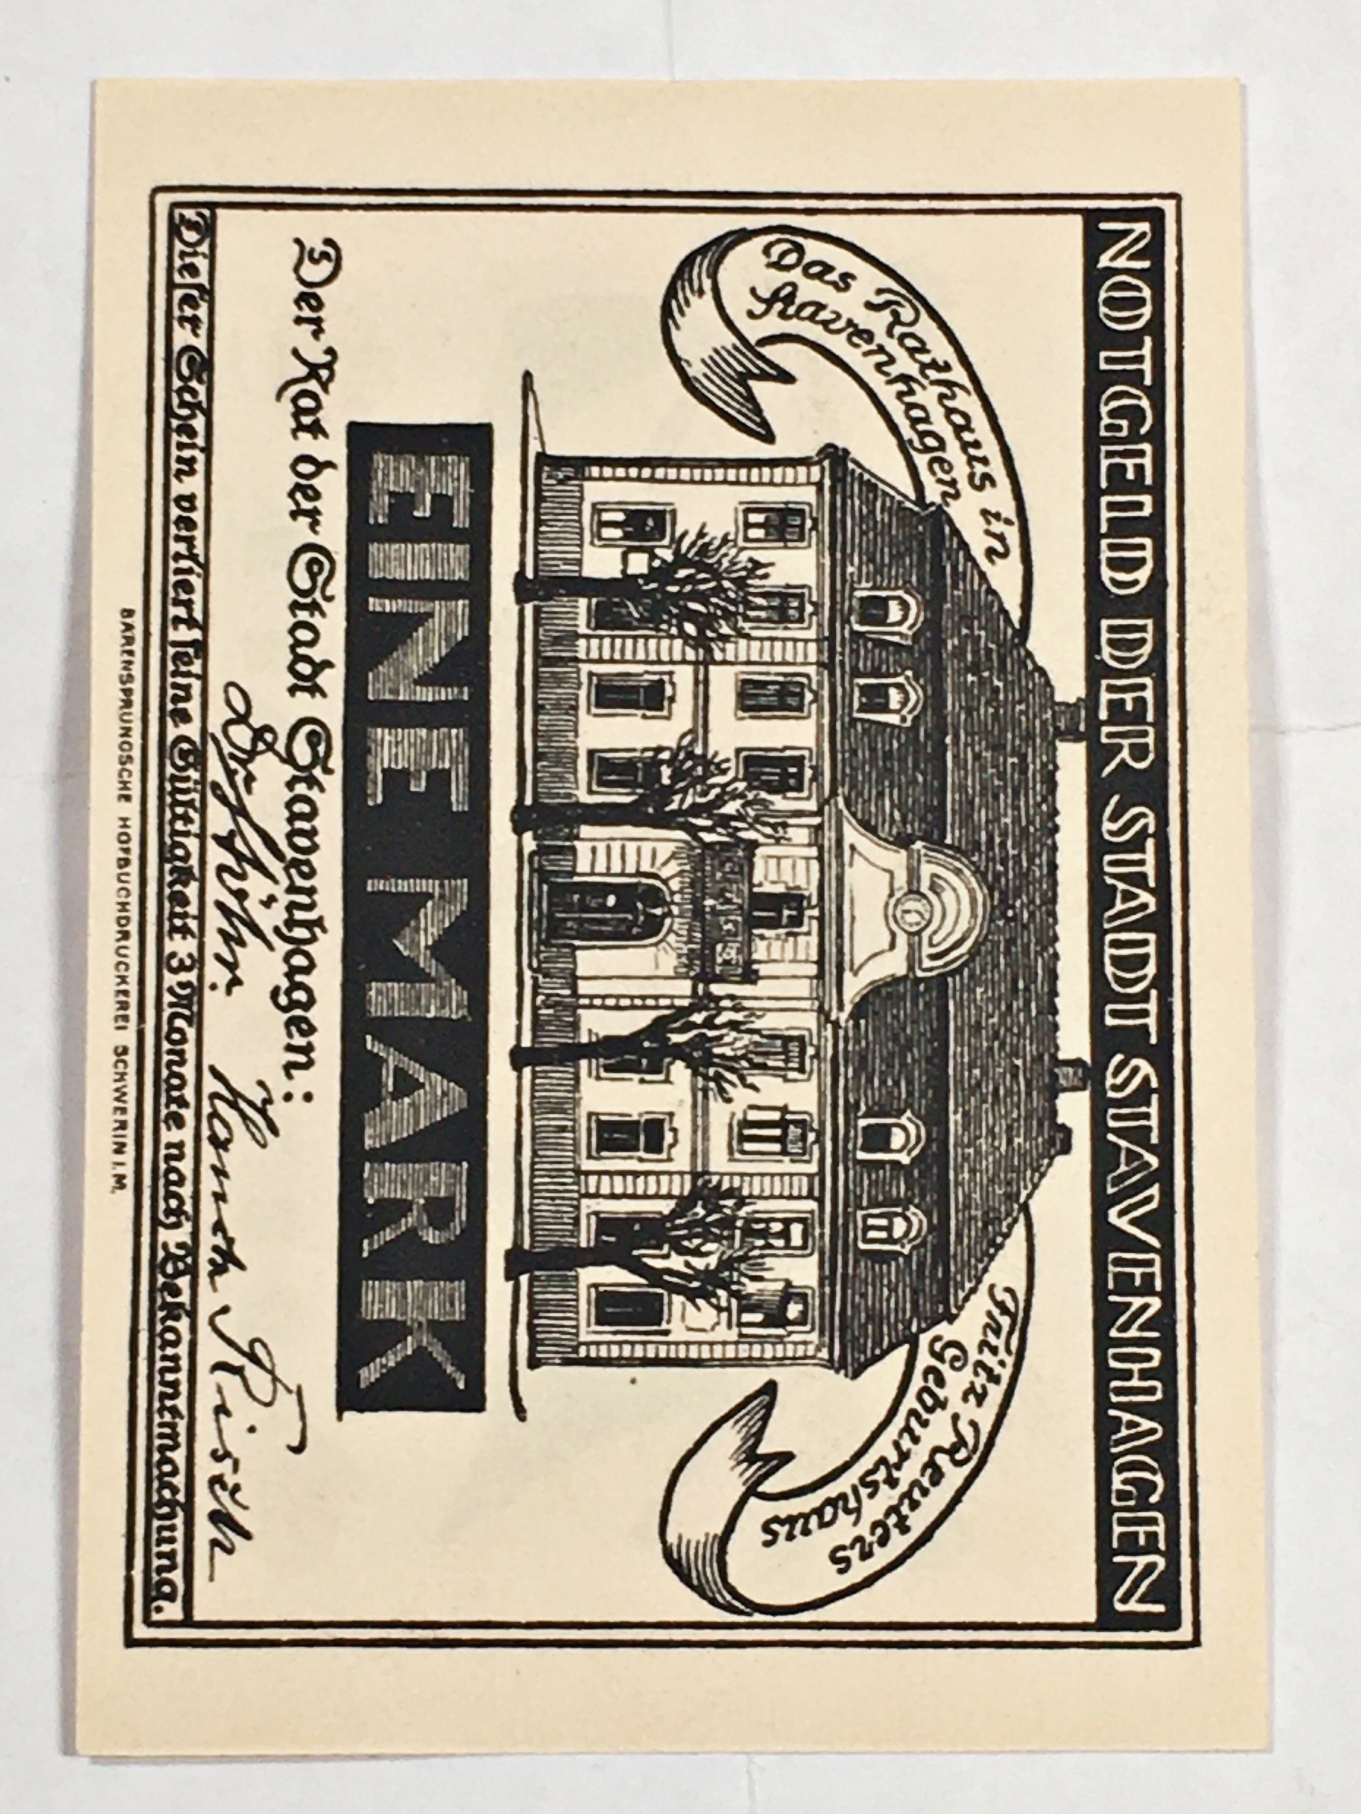 NOTGELD DER STADT STAVENHAGEN
Das Rathaus in
Stavenhagen
Fritz Reuters
Geburtshaus
EINE MARK
Der Rat der Stadt Stavenhagen:
Dieser Schein verliert seine Gültigkeit 3 Monate nach Bekanntmachung.
BÄRENSPRUNGSCHE HOFBUCHDRUCKEREI SCHWERIN I. M.